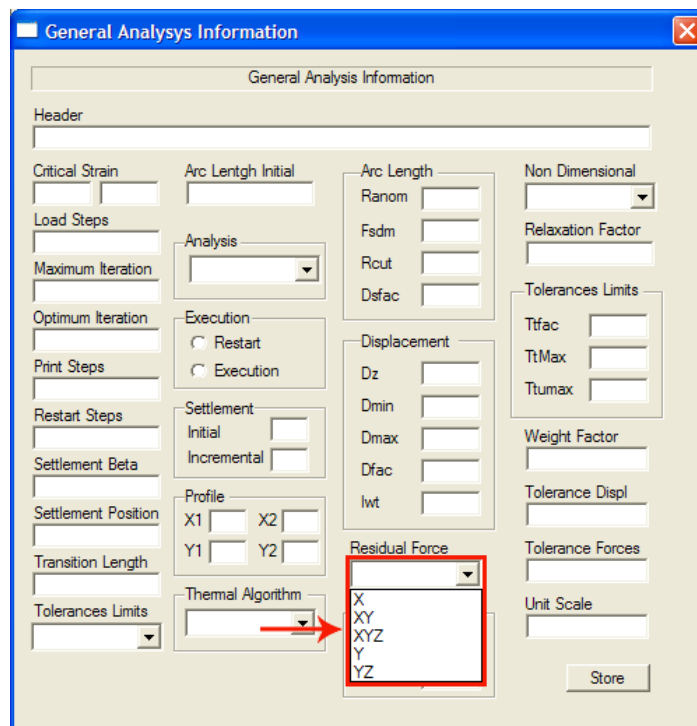 General Analysys Information
General Analysis Information
Header
Critical Strain
Load Steps
Maximum Iteration
Optimum Iteration
Print Steps
Restart Steps
Settlement Beta
Settlement Position
Transition Length
Tolerances Limits
Arc Lentgh Initial
Analysis
Execution
Restart
Execution
Settlement
Initial
Incremental
Profile
X1 X2
Y1 Y2
Thermal Algorithm
Arc Length
Ranom
Fsdm
Rcut
Dsfac
Displacement
Dz
Dmin
Dmax
Dfac
Iwt
Residual Force
X
XY
XYZ
Y
YZ
Non Dimensional
Relaxation Factor
Tolerances Limits
Ttfac
TtMax
Ttumax
Weight Factor
Tolerance Displ
Tolerance Forces
Unit Scale
Store